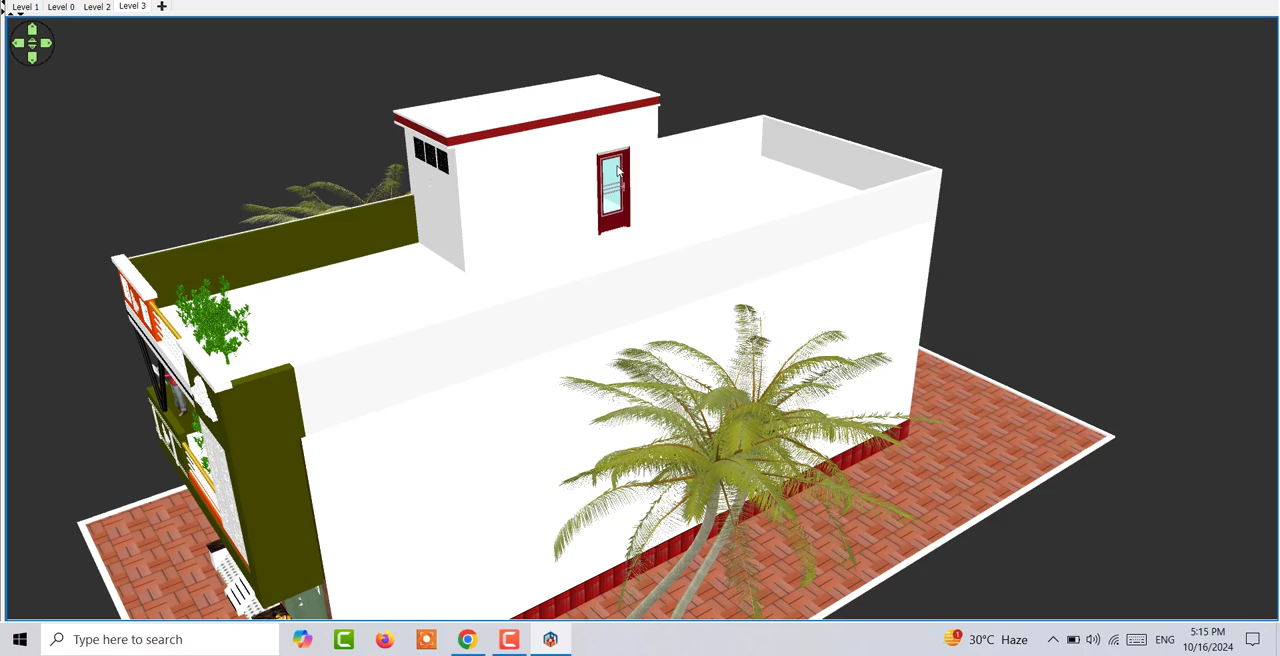 Level 1 Level 0 Level 2 Level 3
Type here to search
1
30°C Haze
ENG
5:15 PM
10/16/2024